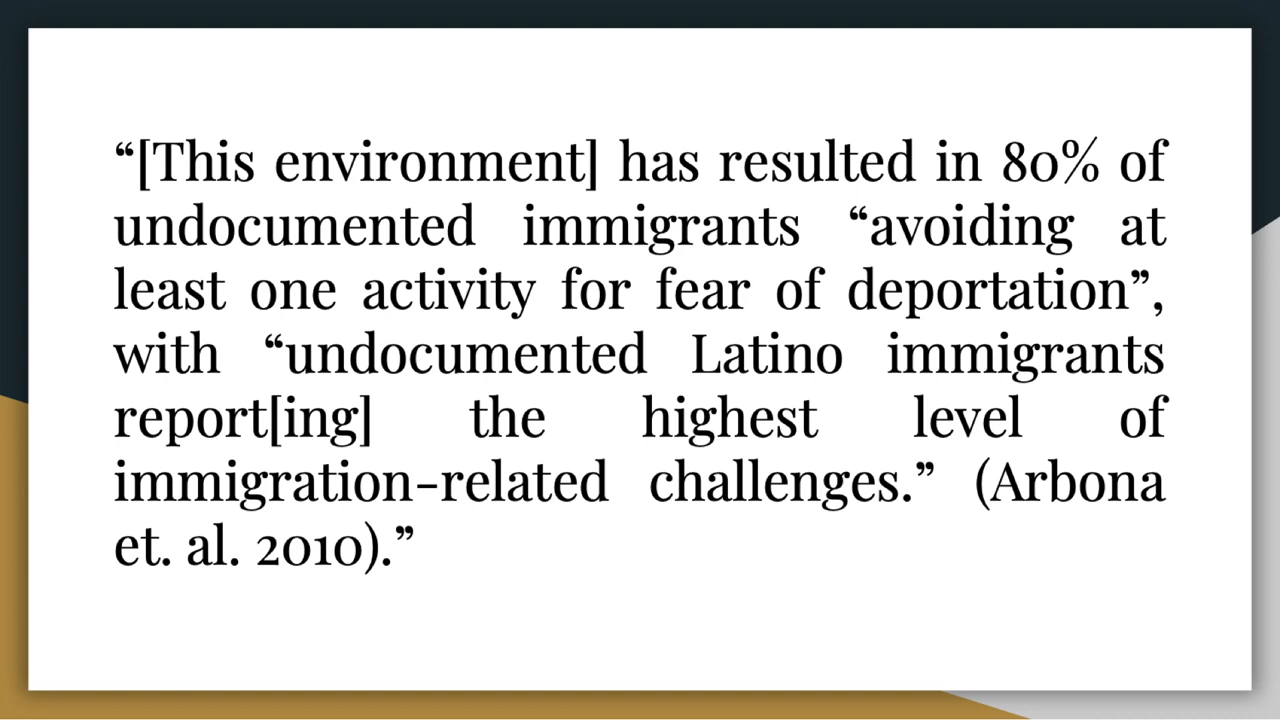 “[This environment] has resulted in 80% of
undocumented immigrants “avoiding at
least one activity for fear of deportation”,
with “undocumented Latino immigrants
report[ing] the highest level of
immigration-related challenges.” (Arbona
et. al. 2010).”